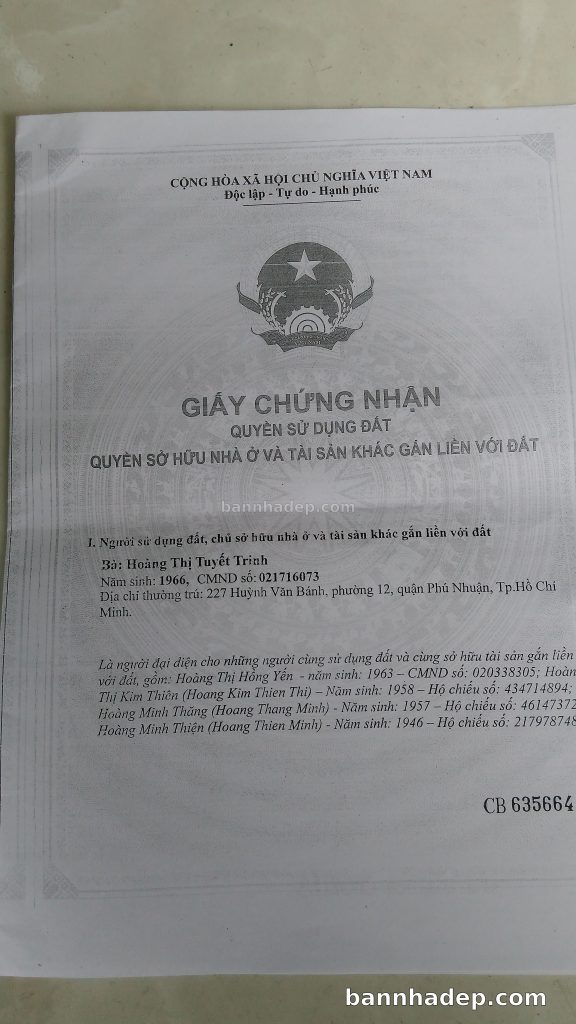 CỘNG HÒA XÃ HỘI CHỦ NGHĨA VIỆT NAM
Độc lập - Tự do - Hạnh phúc
GIẤY CHỨNG NHẬN
QUYỀN SỬ DỤNG ĐẤT
QUYỀN SỞ HỮU NHÀ Ở VÀ TÀI SẢN KHÁC GẮN LIỀN VỚI ĐẤT
bannhadep.com
I. Người sử dụng đất, chủ sở hữu nhà ở và tài sản khác gắn liền với đất
Bà: Hoàng Thị Tuyết Trinh
Năm sinh: 1966, CMND số: 021716073
Địa chỉ thường trú: 227 Huỳnh Văn Bánh, phường 12, quận Phú Nhuận, Tp.Hồ Chí
Minh.
Là người đại diện cho những người cùng sử dụng đất và cùng sở hữu tài sản gắn liền
với đất, gồm: Hoàng Thị Hồng Yến - năm sinh: 1963 – CMND số: 020338305; Hoàn
Thị Kim Thiên (Hoang Kim Thien Thi) – Năm sinh: 1958 – Hộ chiếu số: 434714894;
Hoàng Minh Thăng (Hoang Thang Minh) - Năm sinh: 1957 – Hộ chiếu số: 46147372
Hoàng Minh Thiện (Hoang Thien Minh) - Năm sinh: 1946 – Hộ chiếu số: 217978748
CB 635664
bannhadep.com